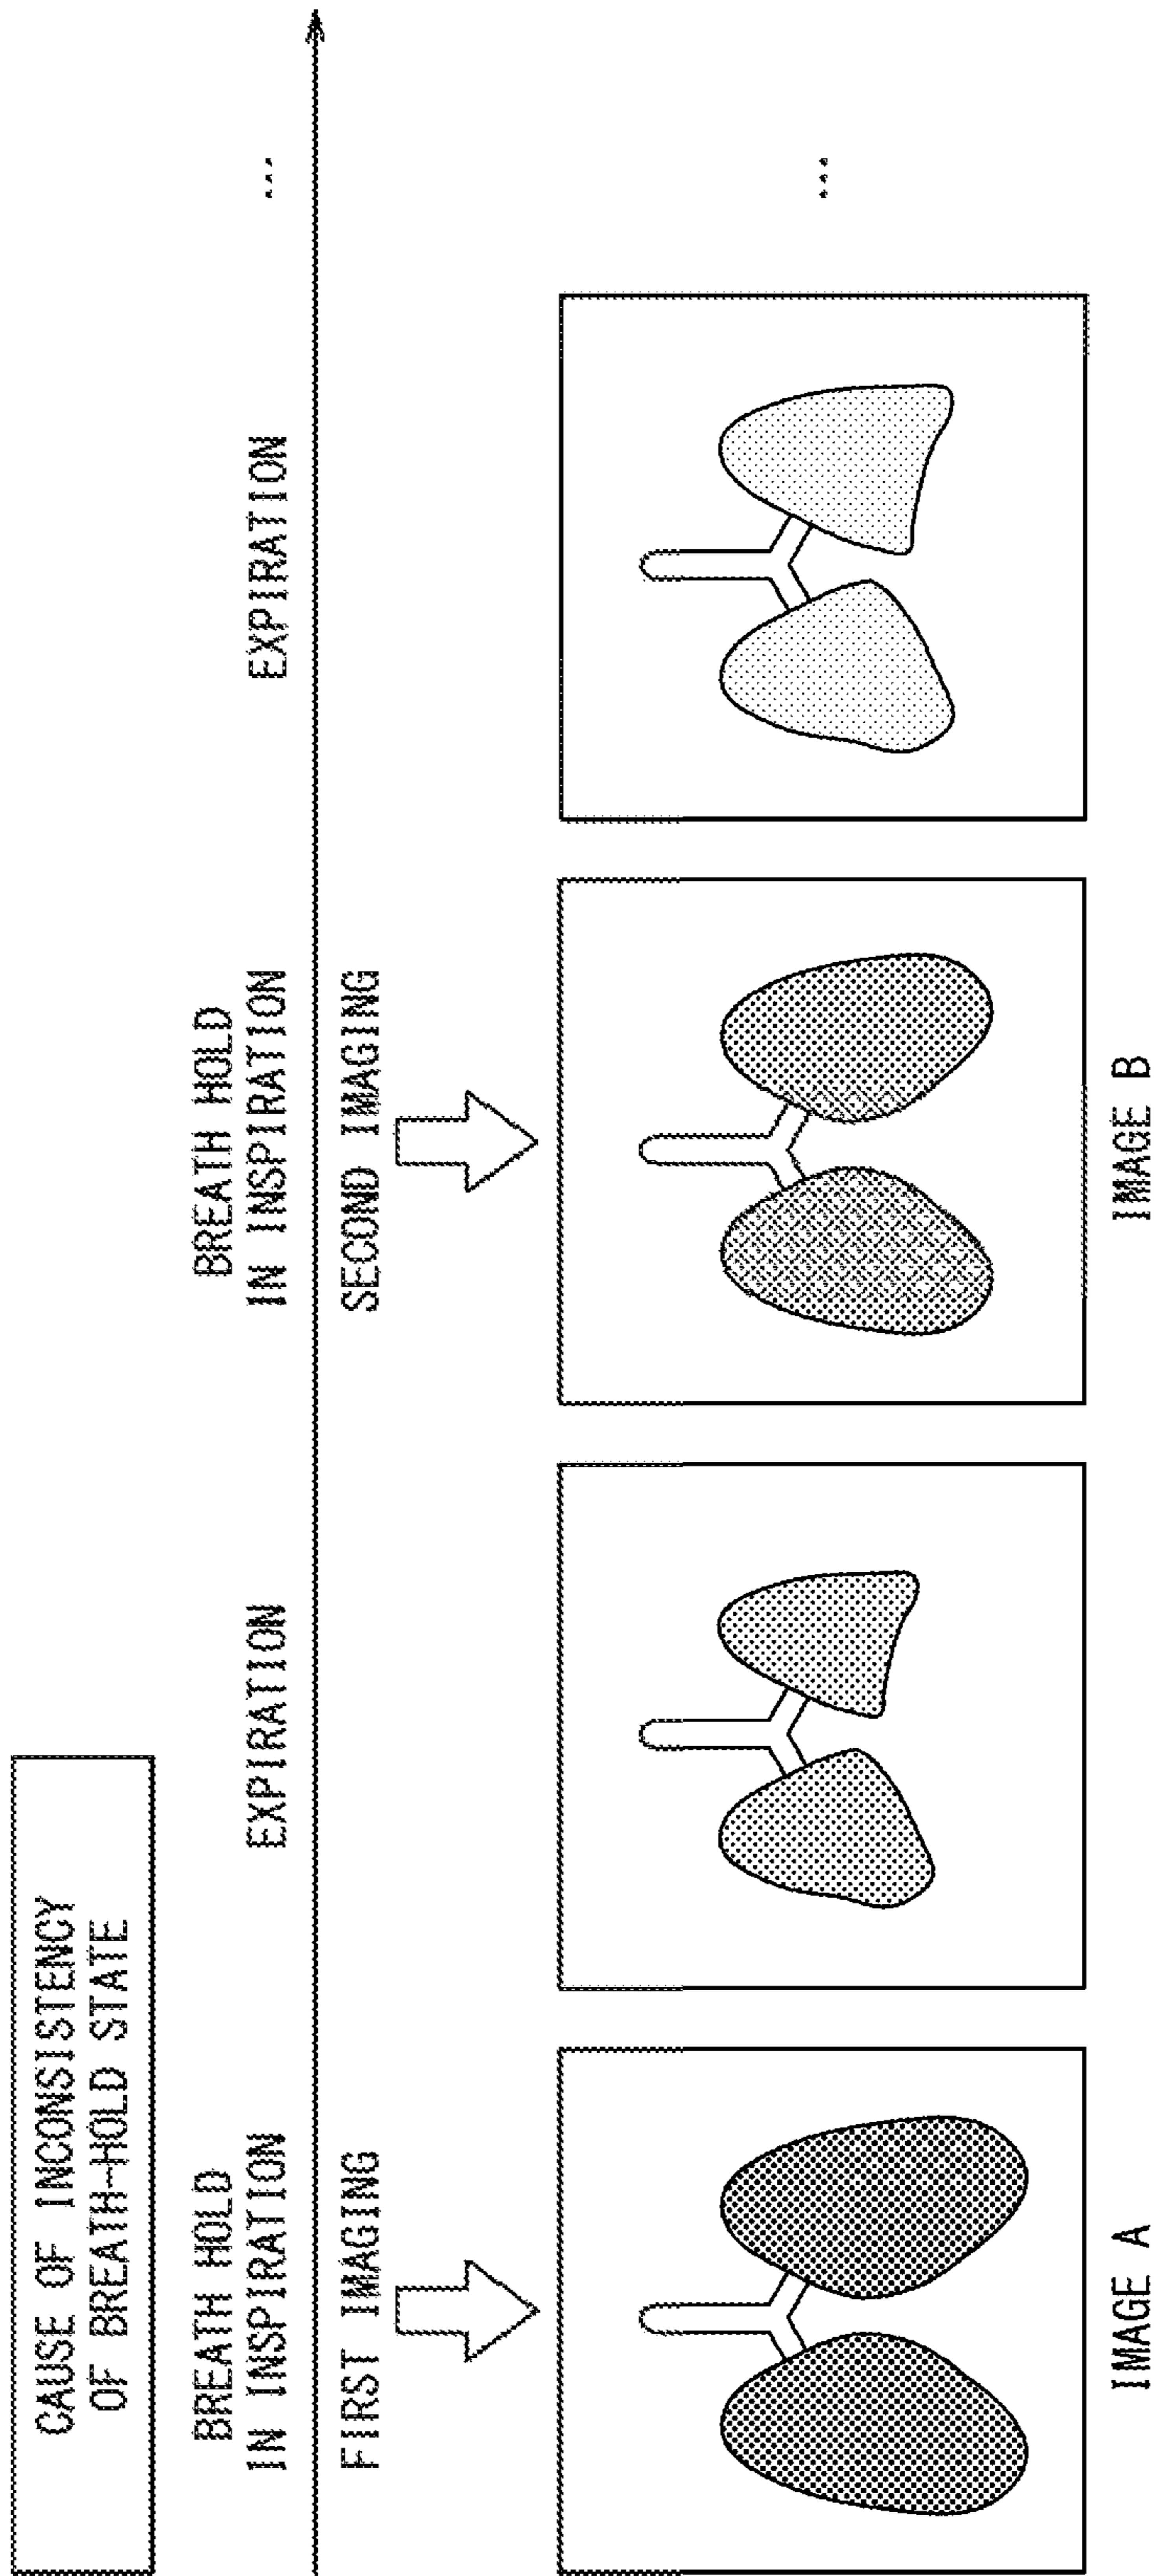 CAUSE OF INCONSISTENCY
OF BREATH-HOLD STATE
BREATH HOLD
IN INSPIRATION
EXPIRATION
BREATH HOLD
IN INSPIRATION
EXPIRATION
...
FIRST IMAGING
SECOND IMAGING
...
IMAGE A
IMAGE B